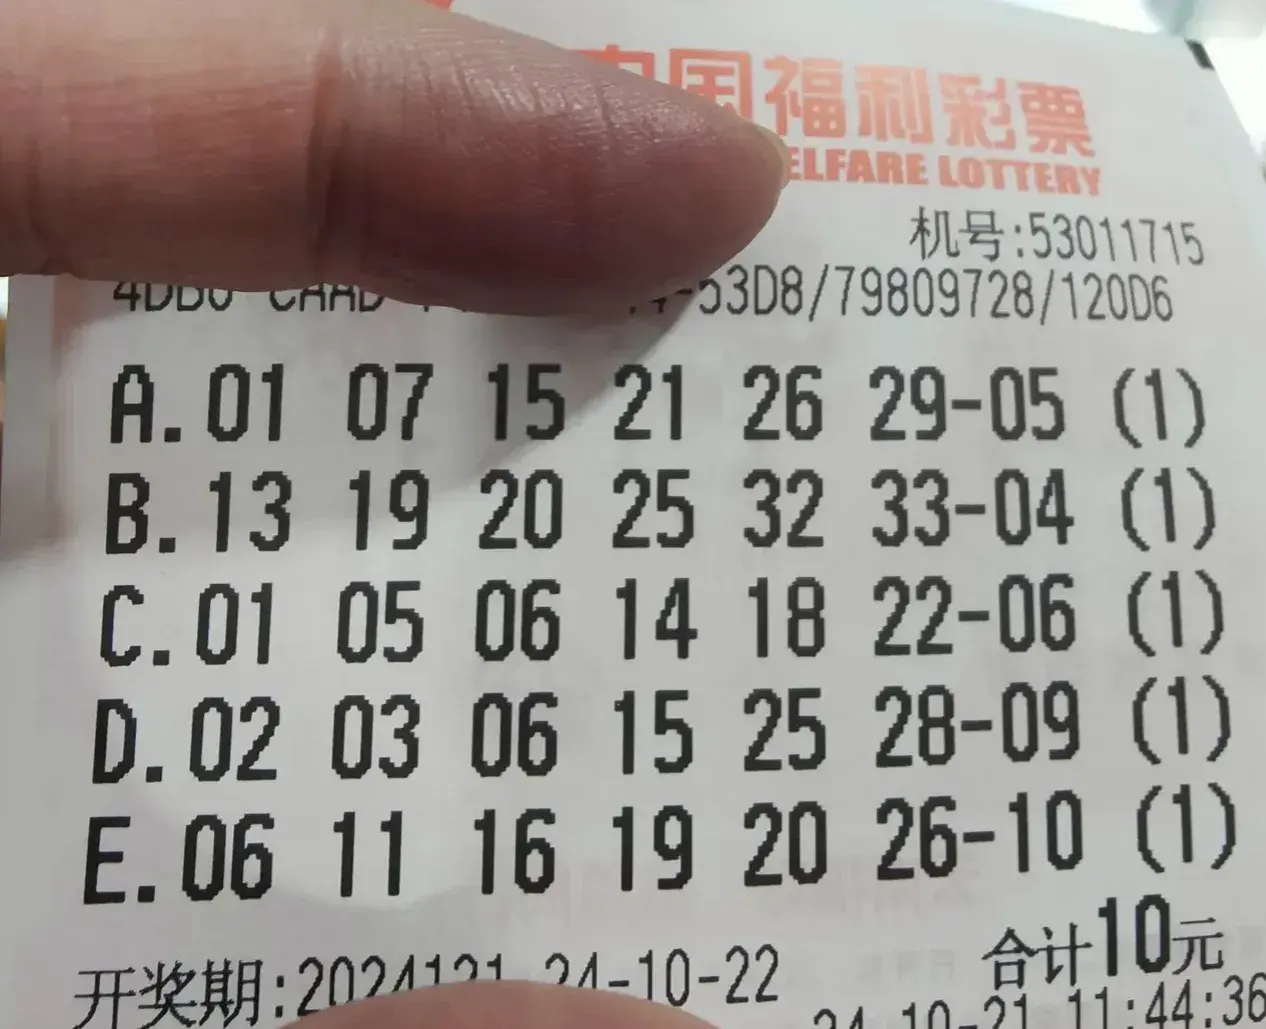 国福利彩票
ELFARE LOTTERY
机号:53011715
53D8/79809728/120D6
A.01 07 15 21 26 29-05 (1)
B.13 19 20 25 32 33-04 (1)
C.01 05 06 14 18 22-06 (1)
D.02 03 06 15 25 28-09 (1)
E.06 11 16 19 20 26-10 (1)
合计10元
开奖期:2024121 24-10-22
24-10-21 11:44:36